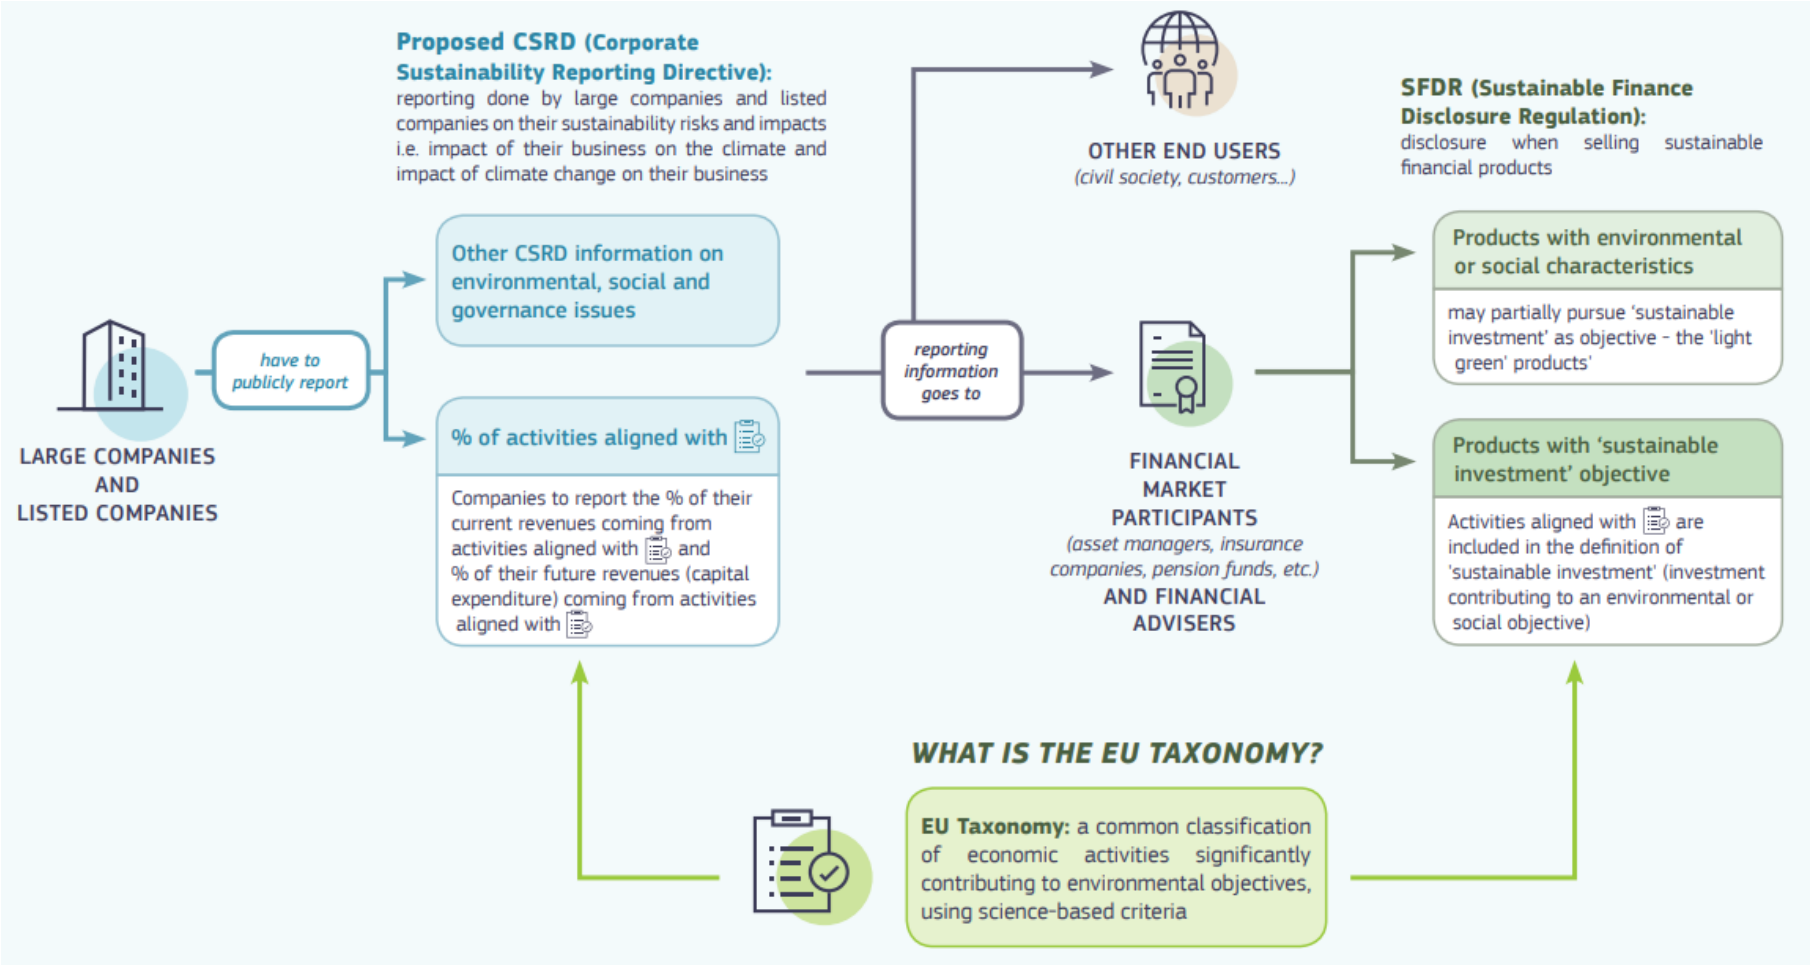 Proposed CSRD (Corporate
Sustainability Reporting Directive):
reporting done by large companies and listed
companies on their sustainability risks and impacts
i.e. impact of their business on the climate and
impact of climate change on their business
Other CSRD information on
environmental, social and
governance issues
have to
publicly report
LARGE COMPANIES
AND
LISTED COMPANIES
% of activities aligned with
Companies to report the % of their
current revenues coming from
activities aligned with and
% of their future revenues (capital
expenditure) coming from activities
aligned with
reporting
information
goes to
OTHER END USERS
(civil society, customers...)
FINANCIAL
MARKET
PARTICIPANTS
(asset managers, insurance
companies, pension funds, etc.)
AND FINANCIAL
ADVISERS
SFDR (Sustainable Finance
Disclosure Regulation):
disclosure when selling sustainable
financial products
Products with environmental
or social characteristics
may partially pursue ‘sustainable
investment’ as objective - the ‘light
green’ products’
Products with ‘sustainable
investment’ objective
Activities aligned with are
included in the definition of
‘sustainable investment’ (investment
contributing to an environmental or
social objective)
WHAT IS THE EU TAXONOMY?
EU Taxonomy: a common classification
of economic activities significantly
contributing to environmental objectives,
using science-based criteria